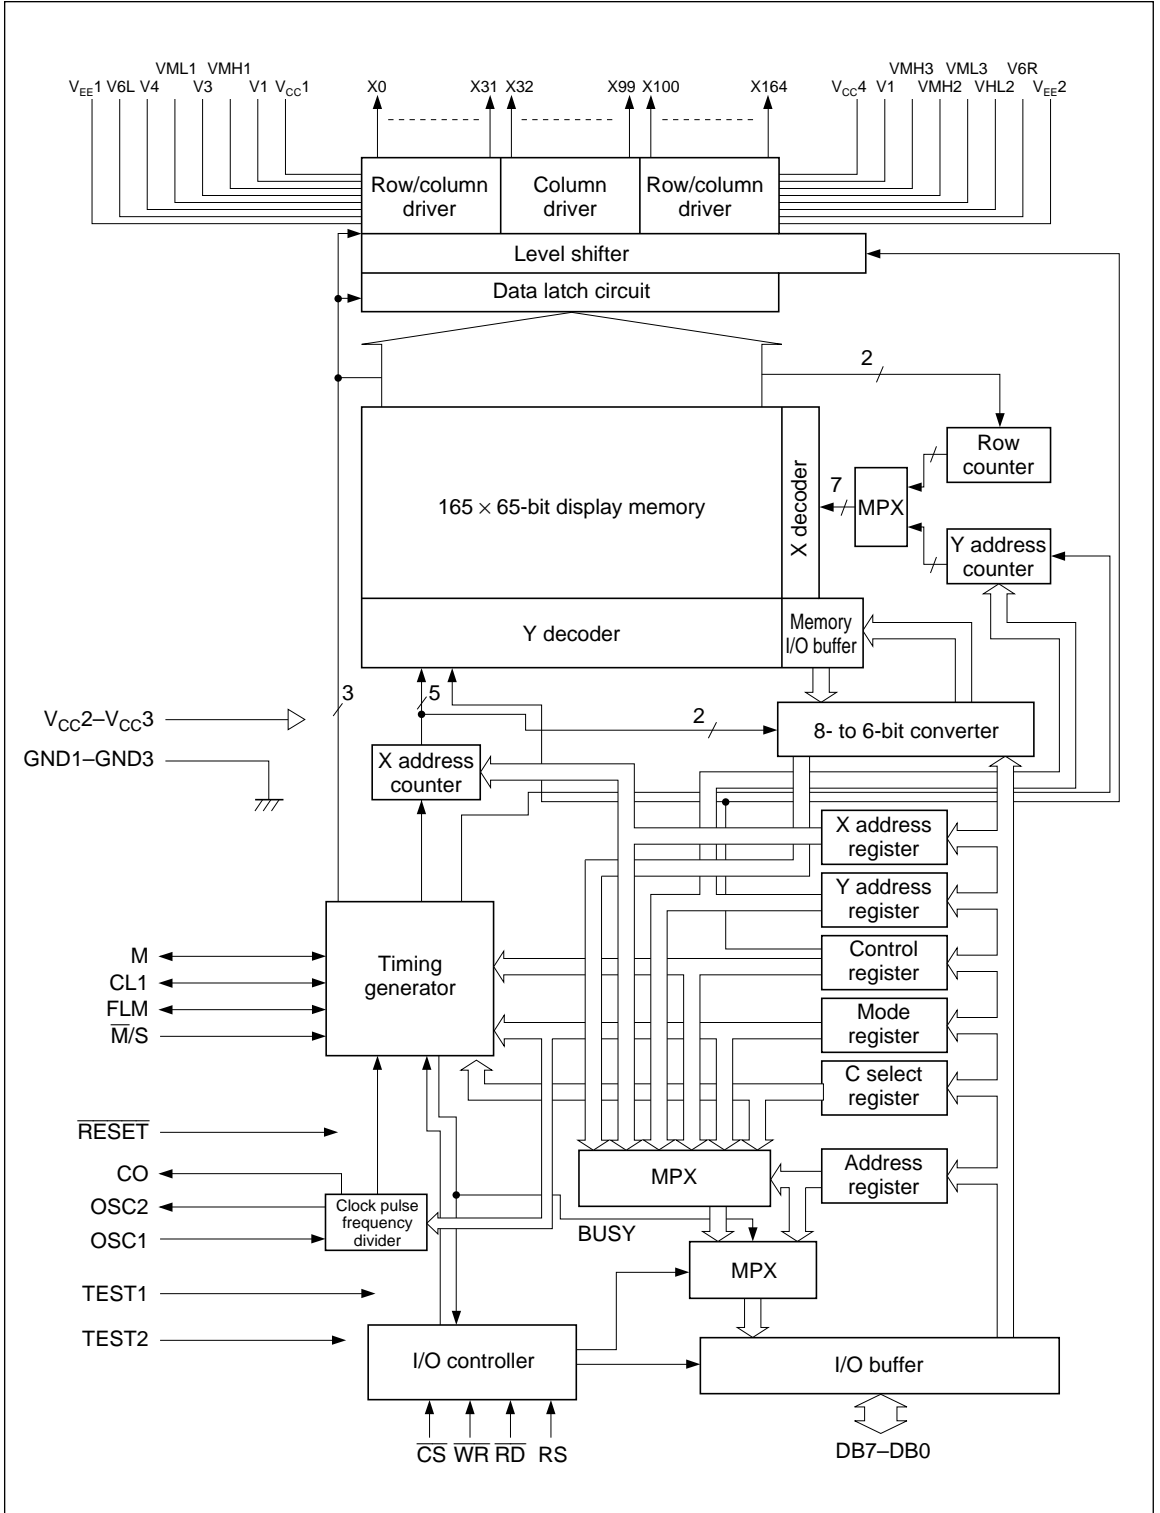 VML1 VMH1
VEE1 V6L V4 V3 V1 VCC1
X0 X31 X32 X99 X100 X164
VMH3 VML3 V6R
VCC4 V1 VMH2 VHL2 VEE2
Row/column
driver
Column
driver
Row/column
driver
Level shifter
Data latch circuit
2
Row
counter
X decoder
7
MPX
165 × 65-bit display memory
Y address
counter
Y decoder
Memory
I/O buffer
3
5
2
VCC2–VCC3
8- to 6-bit converter
GND1–GND3
X address
counter
X address
register
Y address
register
Control
register
Mode
register
C select
register
Address
register
M
CL1
FLM
M̅/S
Timing
generator
R̅E̅S̅E̅T̅
CO
OSC2
OSC1
Clock pulse
frequency
divider
MPX
BUSY
MPX
TEST1
TEST2
I/O controller
I/O buffer
C̅S̅ W̅R̅ R̅D̅ RS
DB7–DB0